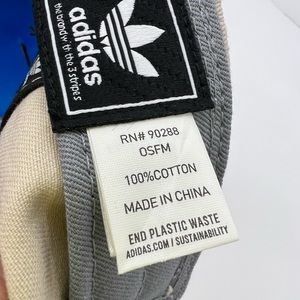 adidas
the brand with the 3 stripes
RN# 90288
OSFM
100%COTTON
MADE IN CHINA
END PLASTIC WASTE
ADIDAS.COM / SUSTAINABILITY